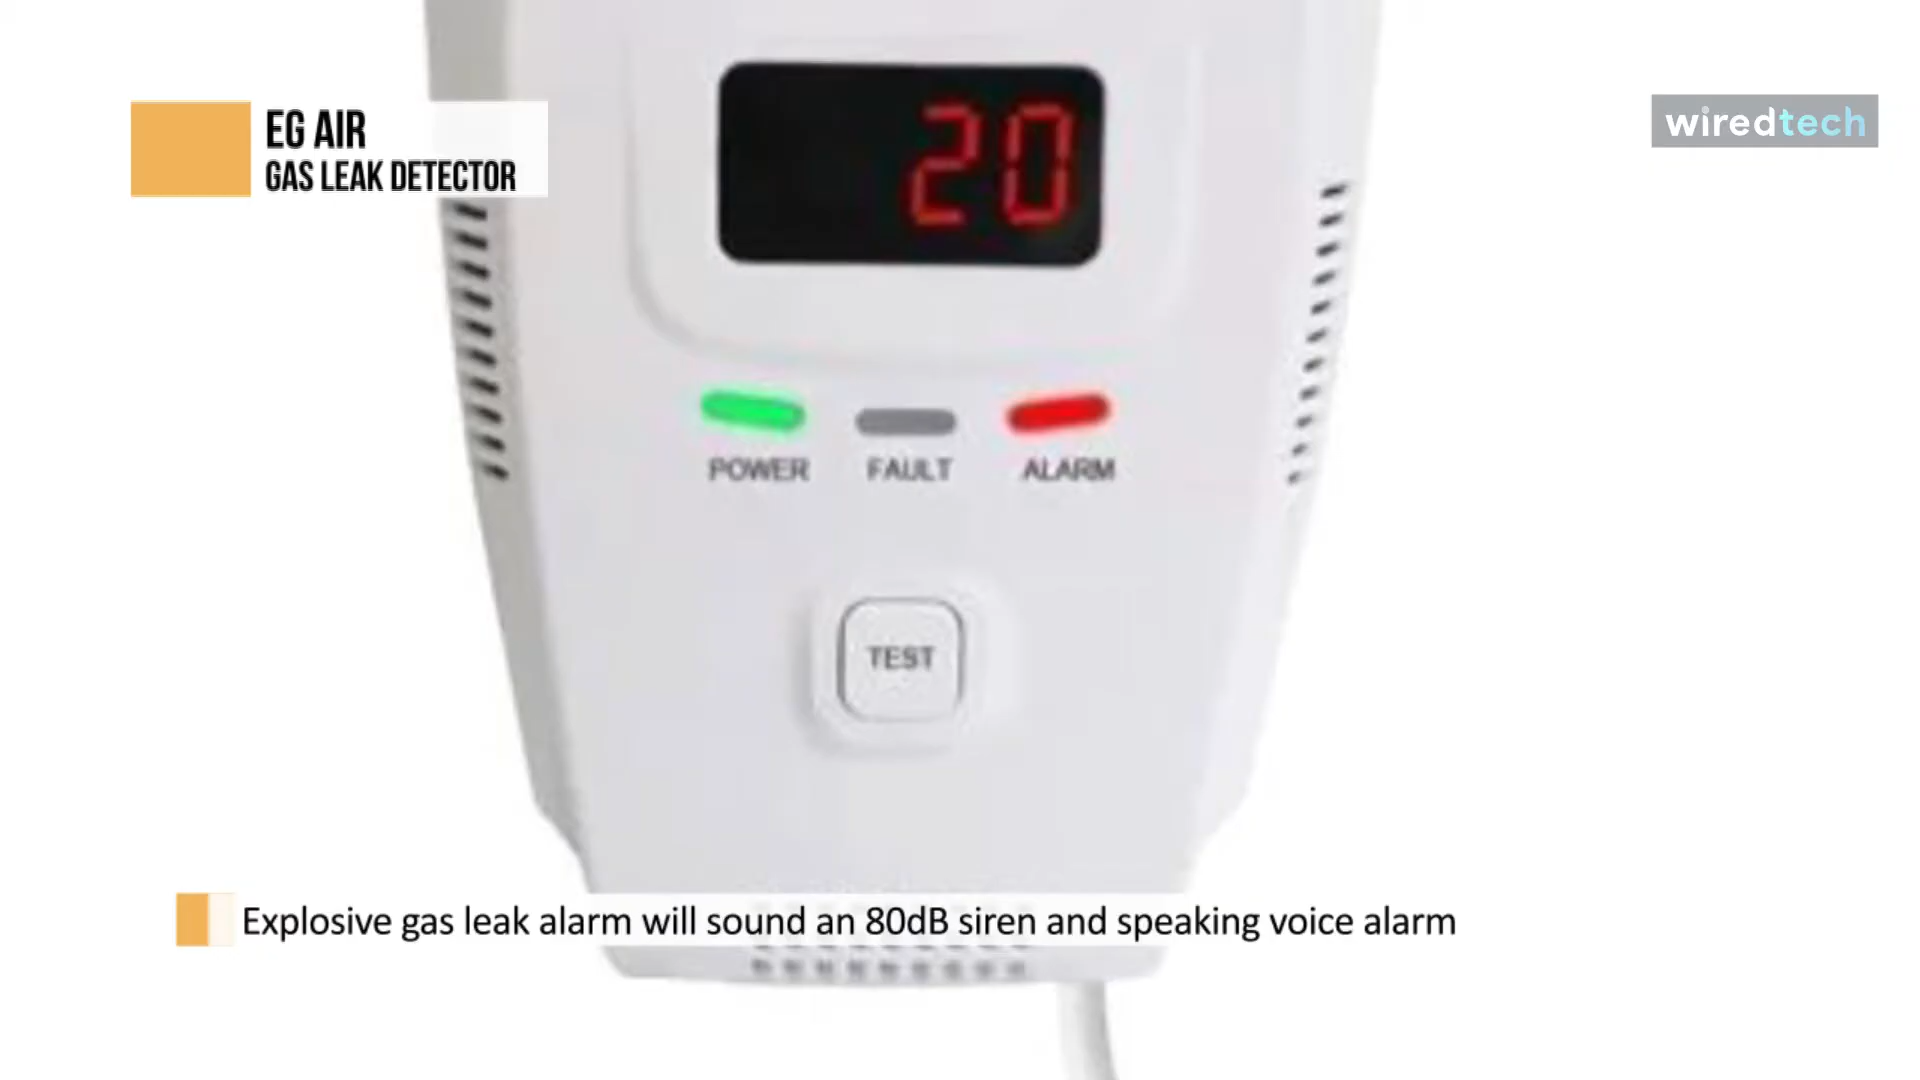 EG AIR
GAS LEAK DETECTOR
wiredtech
20
POWER FAULT ALARM
TEST
Explosive gas leak alarm will sound an 80dB siren and speaking voice alarm